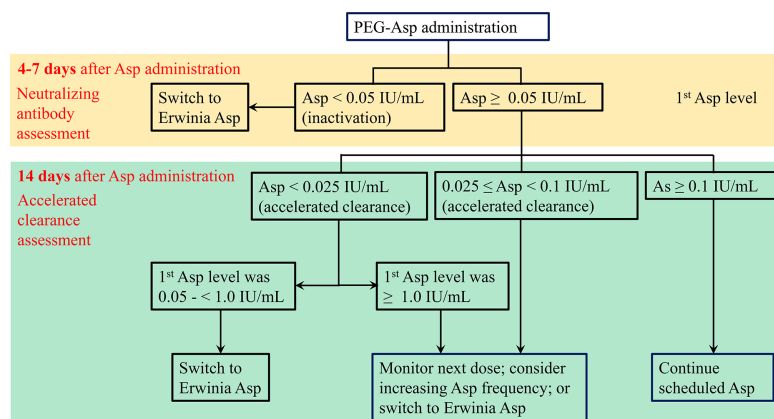 PEG-Asp administration
4-7 days after Asp administration
Neutralizing
antibody
assessment
Switch to
Erwinia Asp
Asp < 0.05 IU/mL
(inactivation)
Asp ≥ 0.05 IU/mL
1st Asp level
14 days after Asp administration
Accelerated
clearance
assessment
Asp < 0.025 IU/mL
(accelerated clearance)
0.025 ≤ Asp < 0.1 IU/mL
(accelerated clearance)
As ≥ 0.1 IU/mL
1st Asp level was
0.05 - < 1.0 IU/mL
1st Asp level was
≥ 1.0 IU/mL
Switch to
Erwinia Asp
Monitor next dose; consider
increasing Asp frequency; or
switch to Erwinia Asp
Continue
scheduled Asp